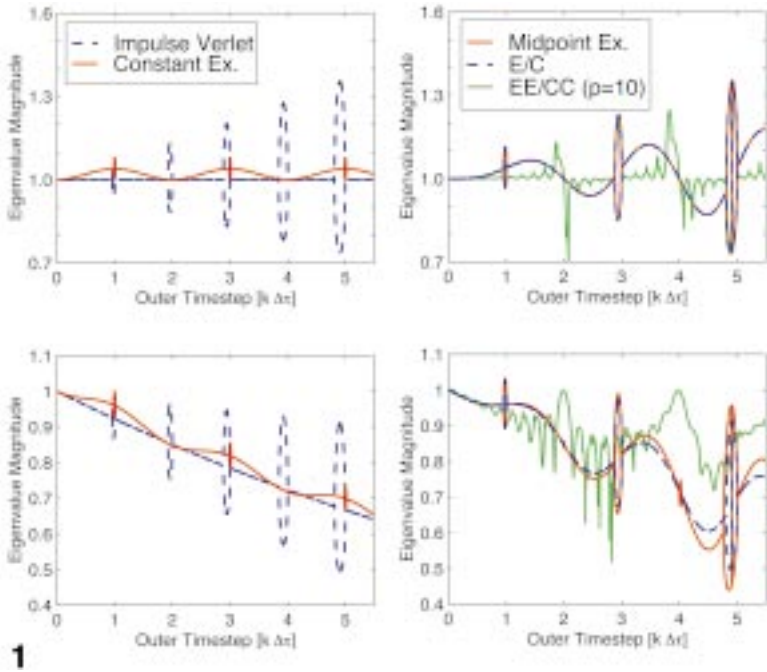 1.6
1.3
1.0
0.7
Eigenvalue Magnitude
Impulse Verlet
Constant Ex.
0 1 2 3 4 5
Outer Timestep [k Δτ]
1.6
1.3
1.0
0.7
Eigenvalue Magnitude
Midpoint Ex.
E/C
EE/CC (p=10)
0 1 2 3 4 5
Outer Timestep [k Δτ]
1.1
1
0.9
0.8
0.7
0.6
0.5
0.4
Eigenvalue Magnitude
0 1 2 3 4 5
Outer Timestep [k Δτ]
1.1
1
0.9
0.8
0.7
0.6
0.5
0.4
Eigenvalue Magnitude
0 1 2 3 4 5
Outer Timestep [k Δτ]
1